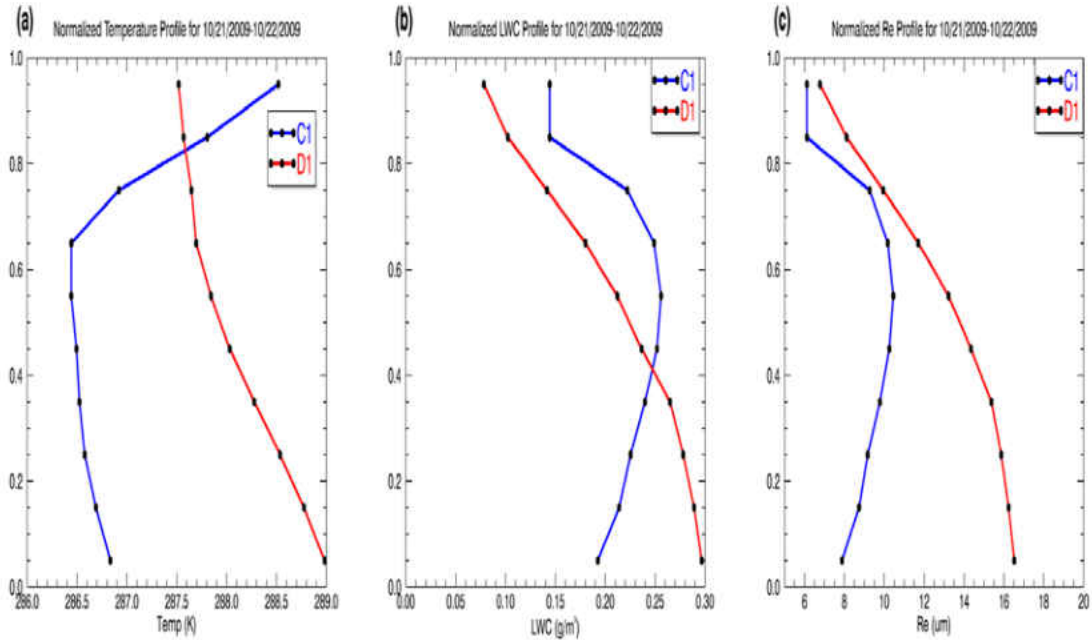 (a)
Normalized Temperature Profile for 10/21/2009-10/22/2009
1.0
0.8
0.6
0.4
0.2
0.0
C1
D1
286.0 286.5 287.0 287.5 288.0 288.5 289.0
Temp (K)
(b)
Normalized LWC Profile for 10/21/2009-10/22/2009
1.0
0.8
0.6
0.4
0.2
0.0
C1
D1
0.00 0.05 0.10 0.15 0.20 0.25 0.30
LWC (g/m³)
(c)
Normalized Re Profile for 10/21/2009-10/22/2009
1.0
0.8
0.6
0.4
0.2
0.0
C1
D1
6 8 10 12 14 16 18 20
Re (um)